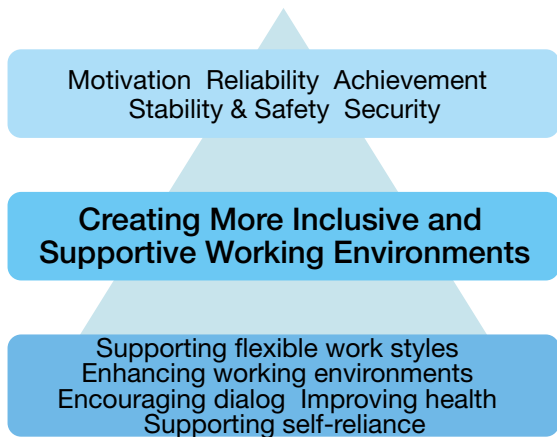 Motivation Reliability Achievement
Stability & Safety Security
Creating More Inclusive and
Supportive Working Environments
Supporting flexible work styles
Enhancing working environments
Encouraging dialog Improving health
Supporting self-reliance